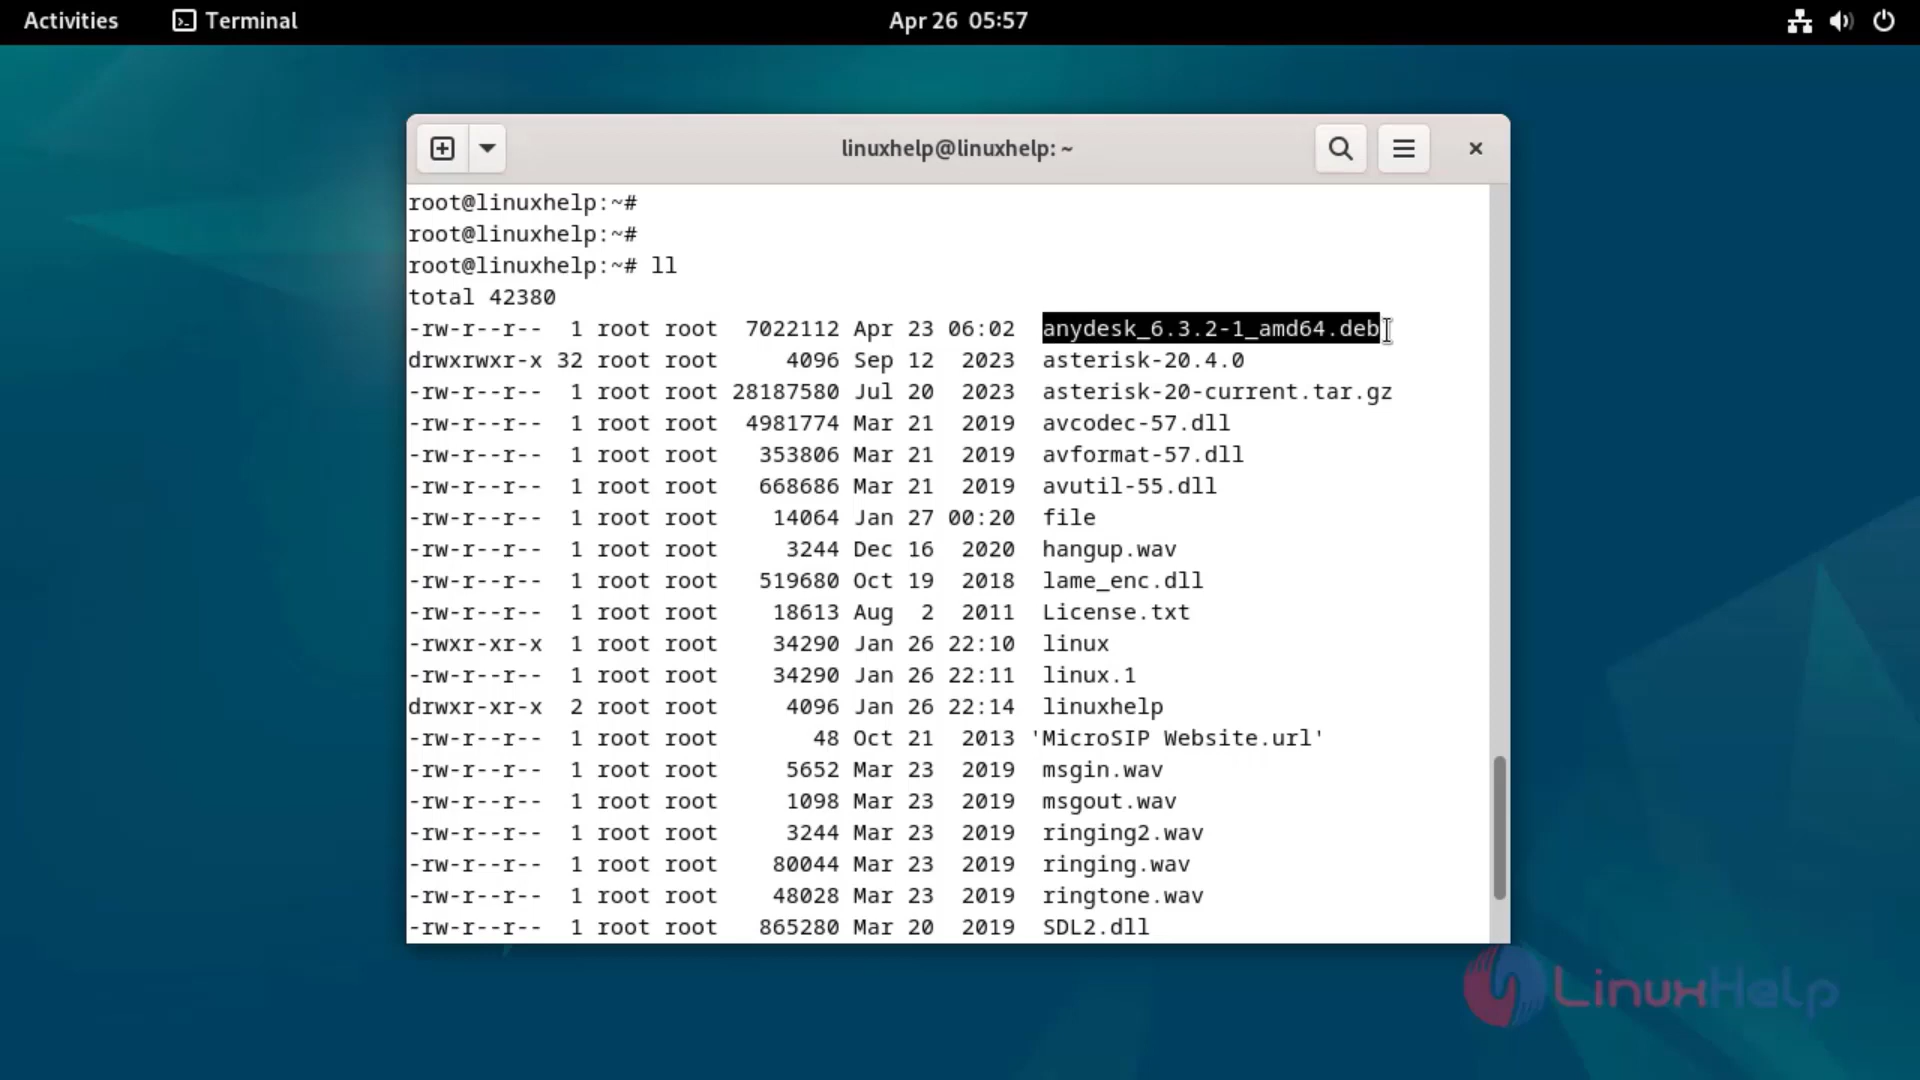 Activities Terminal Apr 26 05:57
linuxhelp@linuxhelp: ~
root@linuxhelp:~#
root@linuxhelp:~#
root@linuxhelp:~# ll
total 42380
-rw-r--r--  1 root root  7022112 Apr 23 06:02  anydesk_6.3.2-1_amd64.deb
drwxrwxr-x 32 root root     4096 Sep 12  2023  asterisk-20.4.0
-rw-r--r--  1 root root 28187580 Jul 20  2023  asterisk-20-current.tar.gz
-rw-r--r--  1 root root  4981774 Mar 21  2019  avcodec-57.dll
-rw-r--r--  1 root root   353806 Mar 21  2019  avformat-57.dll
-rw-r--r--  1 root root   668686 Mar 21  2019  avutil-55.dll
-rw-r--r--  1 root root    14064 Jan 27 00:20  file
-rw-r--r--  1 root root     3244 Dec 16  2020  hangup.wav
-rw-r--r--  1 root root   519680 Oct 19  2018  lame_enc.dll
-rw-r--r--  1 root root    18613 Aug  2  2011  License.txt
-rwxr-xr-x  1 root root    34290 Jan 26 22:10  linux
-rw-r--r--  1 root root    34290 Jan 26 22:11  linux.1
drwxr-xr-x  2 root root     4096 Jan 26 22:14  linuxhelp
-rw-r--r--  1 root root       48 Oct 21  2013 'MicroSIP Website.url'
-rw-r--r--  1 root root     5652 Mar 23  2019  msgin.wav
-rw-r--r--  1 root root     1098 Mar 23  2019  msgout.wav
-rw-r--r--  1 root root     3244 Mar 23  2019  ringing2.wav
-rw-r--r--  1 root root    80044 Mar 23  2019  ringing.wav
-rw-r--r--  1 root root    48028 Mar 23  2019  ringtone.wav
-rw-r--r--  1 root root   865280 Mar 20  2019  SDL2.dll
LinuxHelp